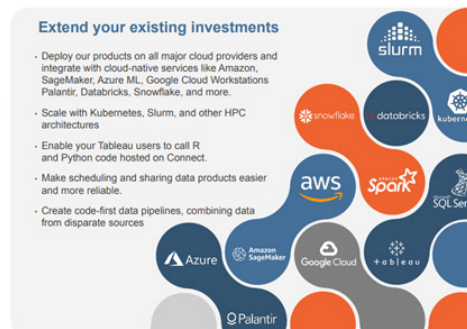 Extend your existing investments
· Deploy our products on all major cloud providers and
integrate with cloud-native services like Amazon,
SageMaker, Azure ML, Google Cloud Workstations
Palantir, Databricks, Snowflake, and more.
· Scale with Kubernetes, Slurm, and other HPC
architectures
· Enable your Tableau users to call R
and Python code hosted on Connect.
· Make scheduling and sharing data products easier
and more reliable.
· Create code-first data pipelines, combining data
from disparate sources
slurm
snowflake
databricks
kubern
aws
APACHE
Spark
SQL Ser
Azure
Amazon
SageMaker
Google Cloud
+ a b l e a u
Palantir